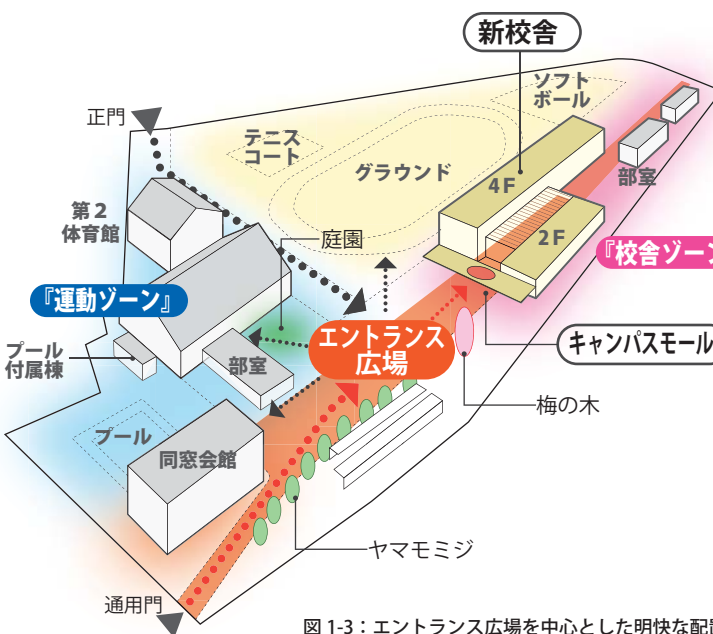 新校舎
ソフト
ボール
正門
テニス
コート
グラウンド
4F
部室
第2
体育館
庭園
2F
『校舎ゾーン
『運動ゾーン』
エントランス
広場
キャンパスモール
プール
付属棟
部室
梅の木
プール
同窓会館
ヤマモミジ
通用門
図 1-3：エントランス広場を中心とした明快な配置